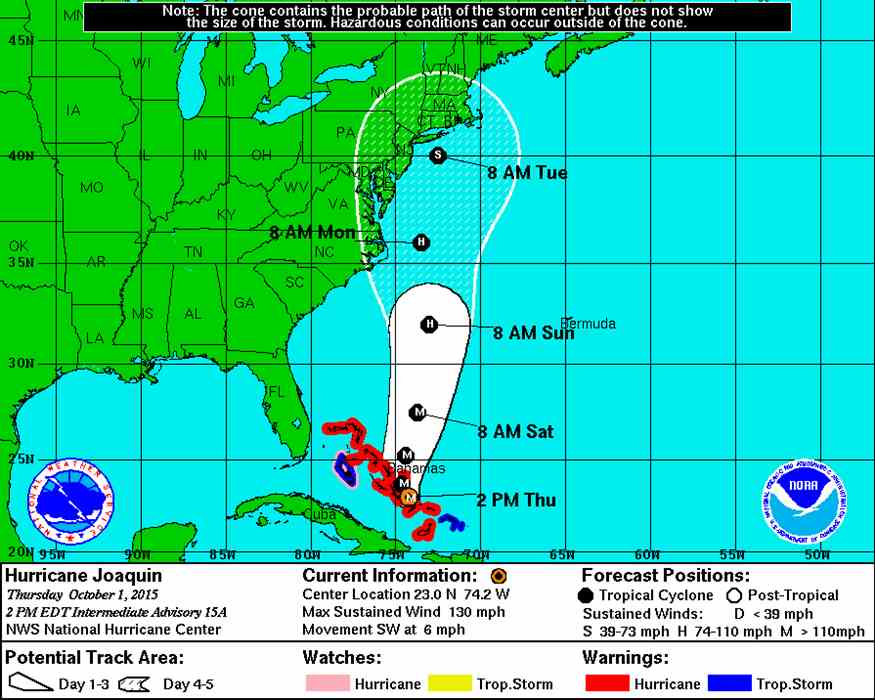 Note: The cone contains the probable path of the storm center but does not show
the size of the storm. Hazardous conditions can occur outside of the cone.
MN
ME
45N
WI
VT NH
MI
NY
MA
IA
CT
PA
NJ
40N
IL
IN
OH
MD
DE
8 AM Tue
MO
WV
VA
KY
8 AM Mon
OK
TN
NC
35N
AR
SC
MS
AL
GA
Bermuda
LA
8 AM Sun
30N
FL
8 AM Sat
25N
Bahamas
2 PM Thu
Cuba
NATIONAL WEATHER SERVICE
NOAA
20N
95W
90W
85W
80W
75W
70W
65W
60W
55W
50W
S
H
H
M
M
M
M
Hurricane Joaquin
Thursday October 1, 2015
2 PM EDT Intermediate Advisory 15A
NWS National Hurricane Center
Current Information:
Center Location 23.0 N 74.2 W
Max Sustained Wind 130 mph
Movement SW at 6 mph
Forecast Positions:
Tropical Cyclone Post-Tropical
Sustained Winds: D < 39 mph
S 39-73 mph H 74-110 mph M > 110mph
Potential Track Area:
Day 1-3 Day 4-5
Watches:
Hurricane Trop.Storm
Warnings:
Hurricane Trop.Storm